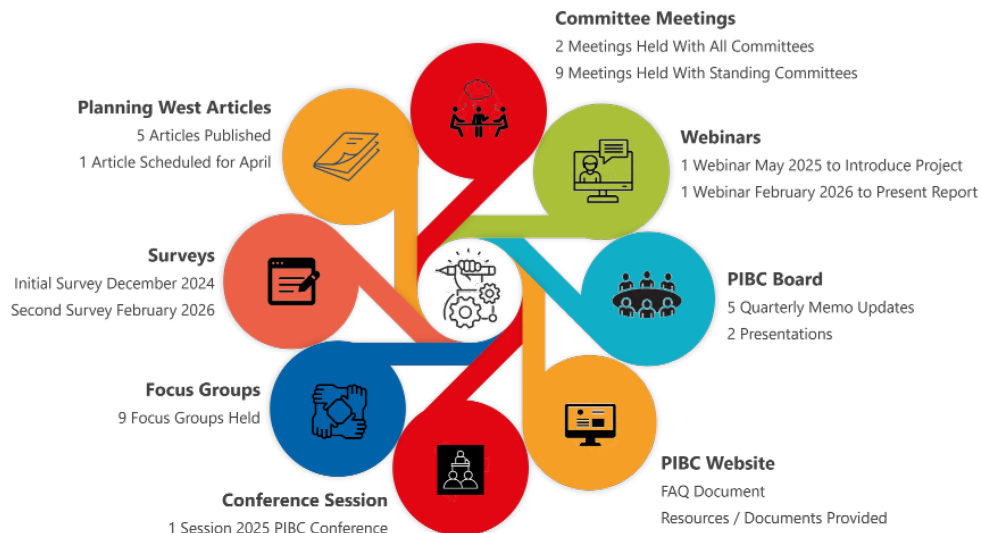 Committee Meetings
2 Meetings Held With All Committees
9 Meetings Held With Standing Committees
Planning West Articles
5 Articles Published
1 Article Scheduled for April
Webinars
1 Webinar May 2025 to Introduce Project
1 Webinar February 2026 to Present Report
Surveys
Initial Survey December 2024
Second Survey February 2026
PIBC Board
5 Quarterly Memo Updates
2 Presentations
Focus Groups
9 Focus Groups Held
PIBC Website
FAQ Document
Resources / Documents Provided
Conference Session
1 Session 2025 PIBC Conference